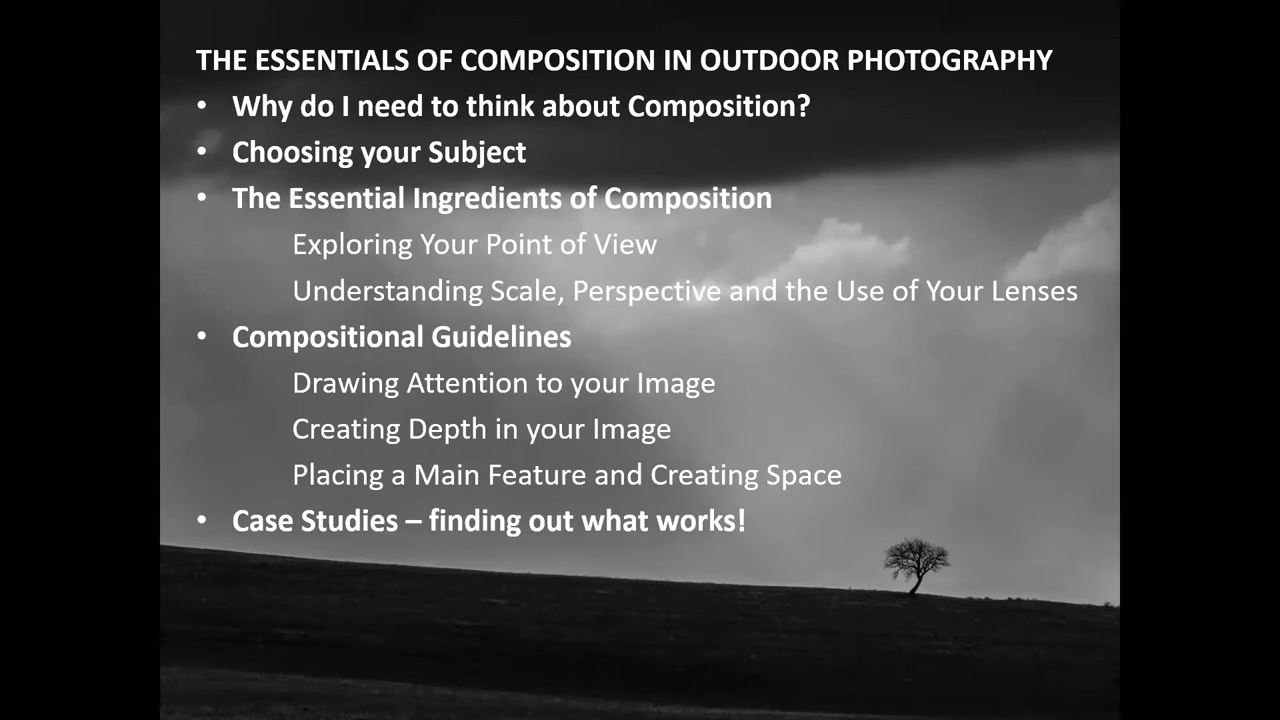 THE ESSENTIALS OF COMPOSITION IN OUTDOOR PHOTOGRAPHY
• Why do I need to think about Composition?
• Choosing your Subject
• The Essential Ingredients of Composition
Exploring Your Point of View
Understanding Scale, Perspective and the Use of Your Lenses
• Compositional Guidelines
Drawing Attention to your Image
Creating Depth in your Image
Placing a Main Feature and Creating Space
• Case Studies – finding out what works!